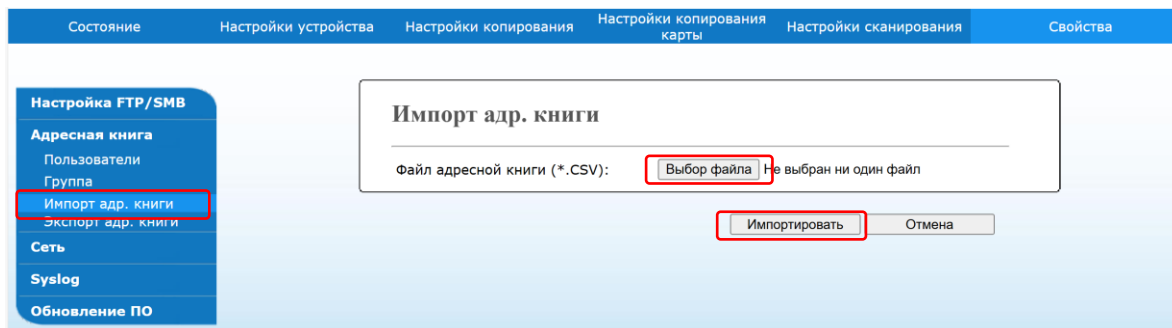 Состояние
Настройки устройства
Настройки копирования
Настройки копирования
карты
Настройки сканирования
Свойства
Настройка FTP/SMB
Адресная книга
Пользователи
Группа
Импорт адр. книги
Экспорт адр. книги
Сеть
Syslog
Обновление ПО
Импорт адр. книги
Файл адресной книги (*.CSV): Выбор файла Не выбран ни один файл
Импортировать Отмена